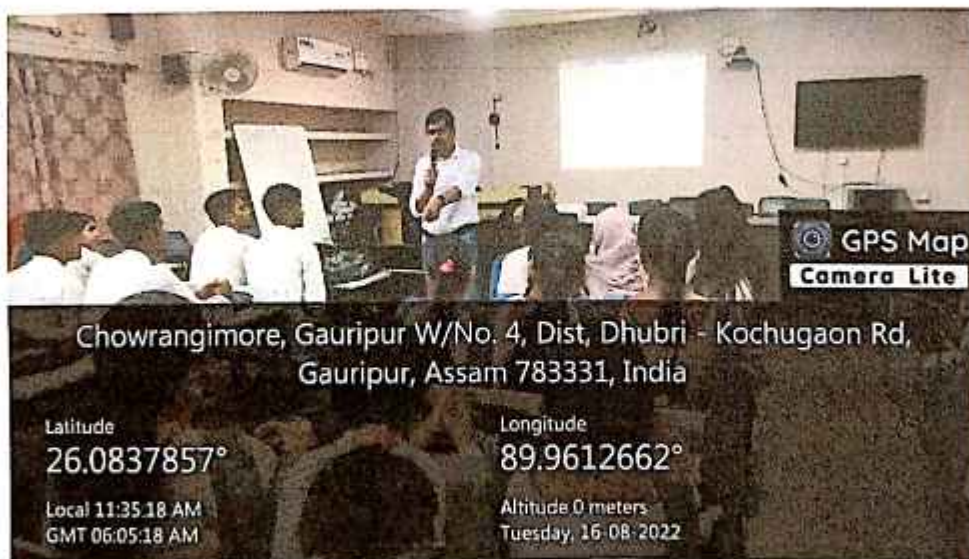 GPS Map
Camera Lite
Chowrangimore, Gauripur W/No. 4, Dist, Dhubri - Kochugaon Rd,
Gauripur, Assam 783331, India
Latitude
26.0837857°
Longitude
89.9612662°
Local 11:35:18 AM
GMT 06:05:18 AM
Altitude 0 meters
Tuesday, 16-08-2022